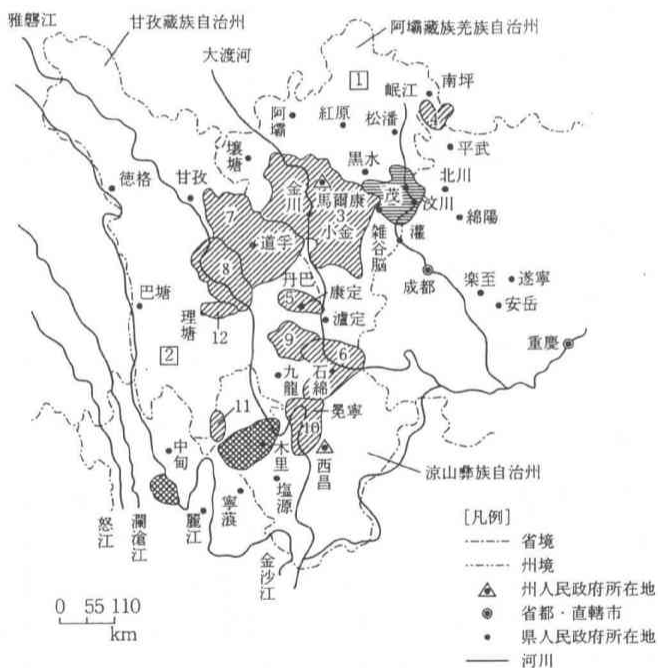 雅礱江
甘孜蔵族自治州
阿壩蔵族羌族自治州
大渡河
1
岷江
南坪
阿壩
紅原
松潘
4
平武
壤塘
黒水
北川
徳格
甘孜
金川
馬爾康
茂
汶川
綿陽
7
3
小金
雑谷脳
灌
道孚
8
成都
楽至
遂寧
安岳
丹巴
康定
5
巴塘
理塘
12
瀘定
重慶
2
9
6
九龍
石綿
11
冕寧
10
中甸
木里
西昌
涼山彝族自治州
塩源
寧蒗
麗江
怒江
瀾滄江
金沙江
[凡例]
省境
州境
州人民政府所在地
省都・直轄市
県人民政府所在地
河川
0 55 110
km